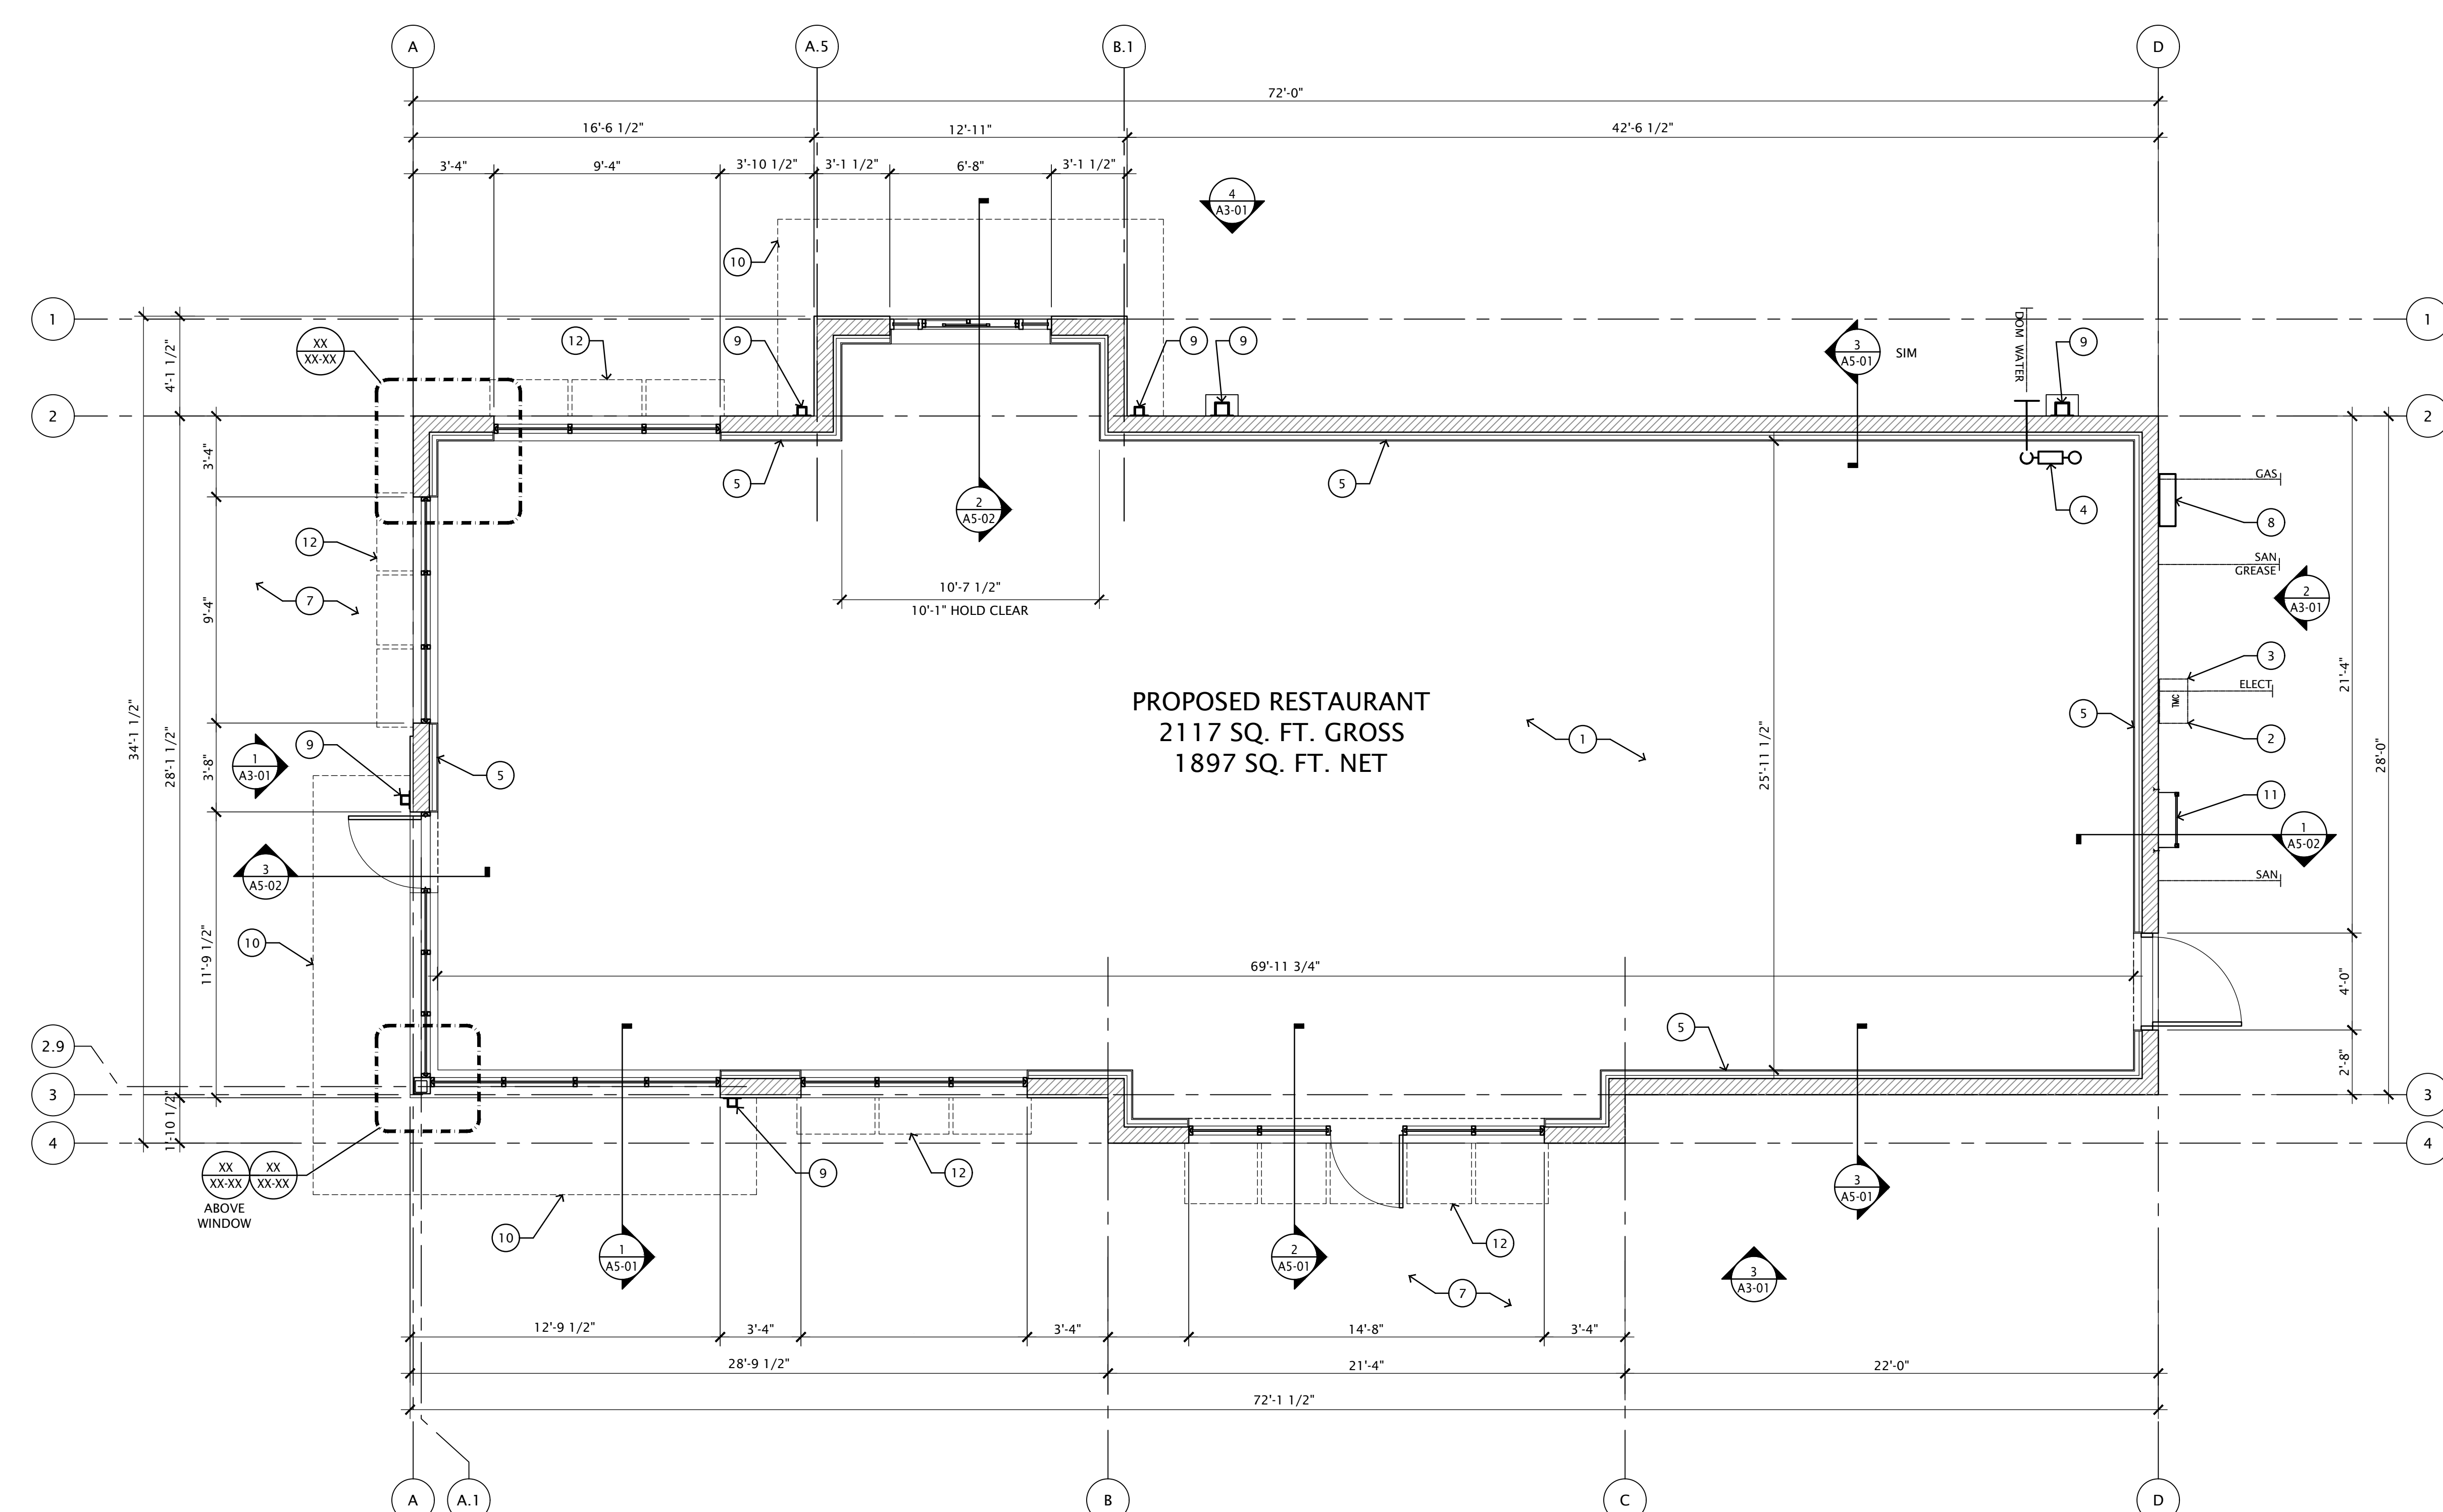 A
A.5
B.1
D
72'-0"
16'-6 1/2"
12'-11"
42'-6 1/2"
3'-4"
9'-4"
3'-10 1/2"
3'-1 1/2"
6'-8"
3'-1 1/2"
4
A3-01
10
1
1
XX
XX-XX
12
9
9
9
3
A5-01
SIM
DOM WATER
9
4'-1 1/2"
2
2
3'-4"
5
5
2
A5-02
4
GAS
8
12
SAN
GREASE
7
9'-4"
10'-7 1/2"
10'-1" HOLD CLEAR
2
A3-01
3
ELECT
TMC
21'-4"
34'-1 1/2"
28'-1 1/2"
PROPOSED RESTAURANT
2117 SQ. FT. GROSS
1897 SQ. FT. NET
1
25'-11 1/2"
5
2
28'-0"
9
1
A3-01
3'-8"
5
11
1
A5-02
3
A5-02
SAN
10
11'-9 1/2"
69'-11 3/4"
4'-0"
5
2.9
2'-8"
3
3
1'-10 1/2"
4
4
XX
XX-XX
XX
XX-XX
ABOVE
WINDOW
9
12
3
A5-01
10
1
A5-01
2
A5-01
12
7
3
A3-01
12'-9 1/2"
3'-4"
3'-4"
14'-8"
3'-4"
28'-9 1/2"
21'-4"
22'-0"
72'-1 1/2"
A
A.1
B
C
D